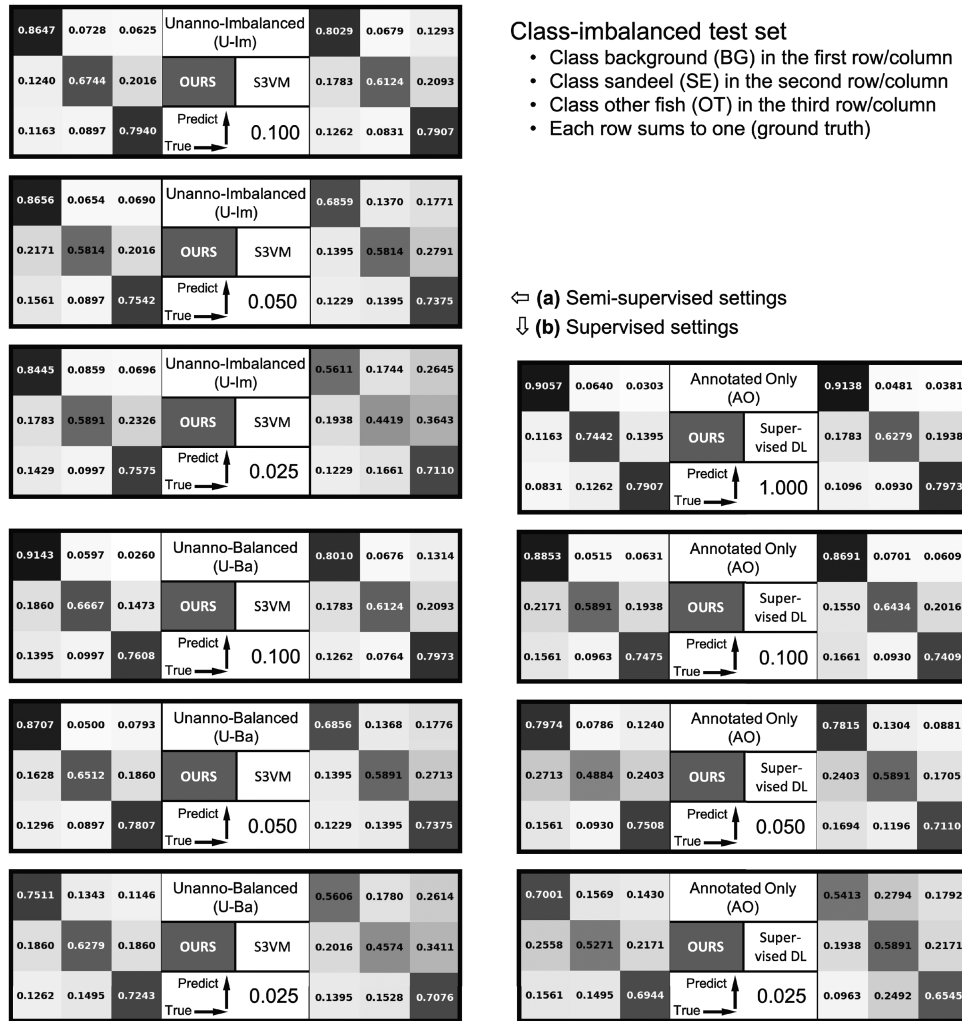 0.8647 0.0728 0.0625 Unanno-Imbalanced 0.8029 0.0679 0.1293
(U-Im)
0.1240 0.6744 0.2016 OURS S3VM 0.1783 0.6124 0.2093
0.1163 0.0897 0.7940 Predict 0.100 0.1262 0.0831 0.7907
True
0.8656 0.0654 0.0690 Unanno-Imbalanced 0.6859 0.1370 0.1771
(U-Im)
0.2171 0.5814 0.2016 OURS S3VM 0.1395 0.5814 0.2791
0.1561 0.0897 0.7542 Predict 0.050 0.1229 0.1395 0.7375
True
0.8445 0.0859 0.0696 Unanno-Imbalanced 0.5611 0.1744 0.2645
(U-Im)
0.1783 0.5891 0.2326 OURS S3VM 0.1938 0.4419 0.3643
0.1429 0.0997 0.7575 Predict 0.025 0.1229 0.1661 0.7110
True
0.9143 0.0597 0.0260 Unanno-Balanced 0.8010 0.0676 0.1314
(U-Ba)
0.1860 0.6667 0.1473 OURS S3VM 0.1783 0.6124 0.2093
0.1395 0.0997 0.7608 Predict 0.100 0.1262 0.0764 0.7973
True
0.8707 0.0500 0.0793 Unanno-Balanced 0.6856 0.1368 0.1776
(U-Ba)
0.1628 0.6512 0.1860 OURS S3VM 0.1395 0.5891 0.2713
0.1296 0.0897 0.7807 Predict 0.050 0.1229 0.1395 0.7375
True
0.7511 0.1343 0.1146 Unanno-Balanced 0.5606 0.1780 0.2614
(U-Ba)
0.1860 0.6279 0.1860 OURS S3VM 0.2016 0.4574 0.3411
0.1262 0.1495 0.7243 Predict 0.025 0.1395 0.1528 0.7076
True
Class-imbalanced test set
• Class background (BG) in the first row/column
• Class sandeel (SE) in the second row/column
• Class other fish (OT) in the third row/column
• Each row sums to one (ground truth)
⇦ (a) Semi-supervised settings
⇩ (b) Supervised settings
0.9057 0.0640 0.0303 Annotated Only 0.9138 0.0481 0.0381
(AO)
0.1163 0.7442 0.1395 OURS Super- 0.1783 0.6279 0.1938
vised DL
0.0831 0.1262 0.7907 Predict 1.000 0.1096 0.0930 0.7973
True
0.8853 0.0515 0.0631 Annotated Only 0.8691 0.0701 0.0609
(AO)
0.2171 0.5891 0.1938 OURS Super- 0.1550 0.6434 0.2016
vised DL
0.1561 0.0963 0.7475 Predict 0.100 0.1661 0.0930 0.7409
True
0.7974 0.0786 0.1240 Annotated Only 0.7815 0.1304 0.0881
(AO)
0.2713 0.4884 0.2403 OURS Super- 0.2403 0.5891 0.1705
vised DL
0.1561 0.0930 0.7508 Predict 0.050 0.1694 0.1196 0.7110
True
0.7001 0.1569 0.1430 Annotated Only 0.5413 0.2794 0.1792
(AO)
0.2558 0.5271 0.2171 OURS Super- 0.1938 0.5891 0.2171
vised DL
0.1561 0.1495 0.6944 Predict 0.025 0.0963 0.2492 0.6545
True